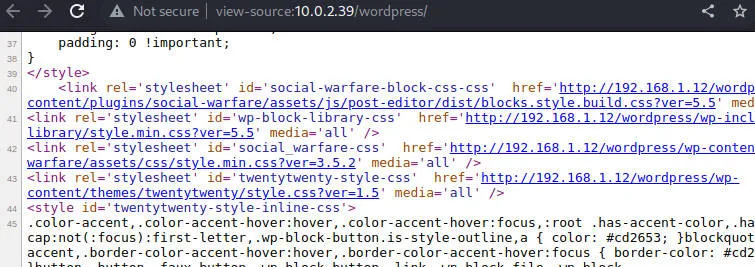 Not secure | view-source:10.0.2.39/wordpress/
37 padding: 0 !important;
38 }
39 </style>
40 <link rel='stylesheet' id='social-warfare-block-css-css' href='http://192.168.1.12/wordp
content/plugins/social-warfare/assets/js/post-editor/dist/blocks.style.build.css?ver=5.5' med
41 <link rel='stylesheet' id='wp-block-library-css' href='http://192.168.1.12/wordpress/wp-incl
library/style.min.css?ver=5.5' media='all' />
42 <link rel='stylesheet' id='social_warfare-css' href='http://192.168.1.12/wordpress/wp-conten
warfare/assets/css/style.min.css?ver=3.5.2' media='all' />
43 <link rel='stylesheet' id='twentytwenty-style-css' href='http://192.168.1.12/wordpress/wp-
content/themes/twentytwenty/style.css?ver=1.5' media='all' />
44 <style id='twentytwenty-style-inline-css'>
45 .color-accent,.color-accent-hover:hover,.color-accent-hover:focus,:root .has-accent-color,.ha
cap:not(:focus):first-letter,.wp-block-button.is-style-outline,a { color: #cd2653; }blockquot
accent,.border-color-accent-hover:hover,.border-color-accent-hover:focus { border-color: #cd2